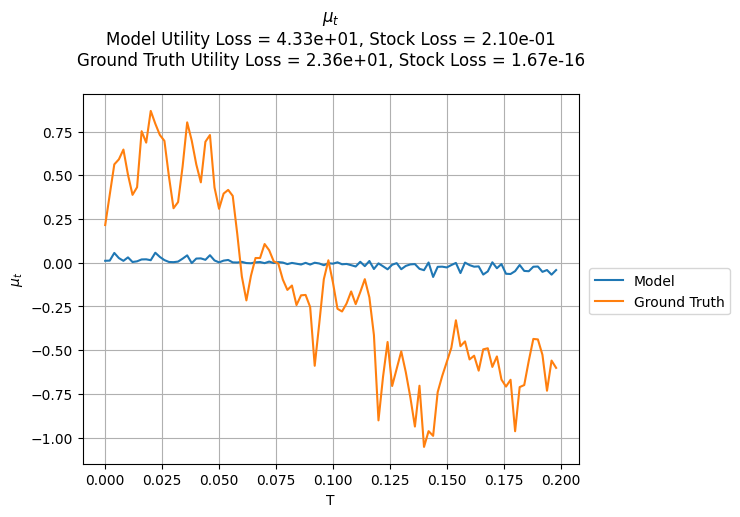 μ_t
Model Utility Loss = 4.33e+01, Stock Loss = 2.10e-01
Ground Truth Utility Loss = 2.36e+01, Stock Loss = 1.67e-16
0.75
0.50
0.25
0.00
−0.25
−0.50
−0.75
−1.00
μ_t
0.000 0.025 0.050 0.075 0.100 0.125 0.150 0.175 0.200
T
Model
Ground Truth